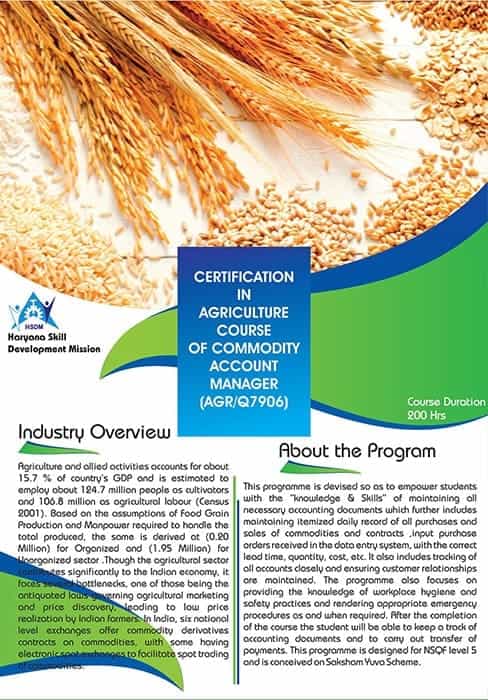 CERTIFICATION
IN
AGRICULTURE
COURSE
OF COMMODITY
ACCOUNT
MANAGER
(AGR/Q7906)
HSDM
Haryana Skill
Development Mission
Course Duration
200 Hrs
Industry Overview
Agriculture and allied activities accounts for about
15.7 % of country's GDP and is estimated to
employ about 124.7 million people as cultivators
and 106.8 million as agricultural labour (Census
2001). Based on the assumptions of Food Grain
Production and Manpower required to handle the
total produced, the same is derived at (0.20
Million) for Organized and (1.95 Million) for
Unorganized sector .Though the agricultural sector
contributes significantly to the Indian economy, it
faces several bottlenecks, one of those being the
antiquated laws governing agricultural marketing
and price discovery, leading to low price
realization by Indian farmers. In India, six national
level exchanges offer commodity derivatives
contracts on commodities, with some having
electronic spot exchanges to facilitate spot trading
of commodities.
About the Program
This programme is devised so as to empower students
with the "knowledge & Skills" of maintaining all
necessary accounting documents which further includes
maintaining itemized daily record of all purchases and
sales of commodities and contracts ,input purchase
orders received in the data entry system, with the correct
lead time, quantity, cost, etc. It also includes tracking of
all accounts closely and ensuring customer relationships
are maintained. The programme also focuses on
providing the knowledge of workplace hygiene and
safety practices and rendering appropriate emergency
procedures as and when required. After the completion
of the course the student will be able to keep a track of
accounting documents and to carry out transfer of
payments. This programme is designed for NSQF level 5
and is conceived on Saksham Yuva Scheme.